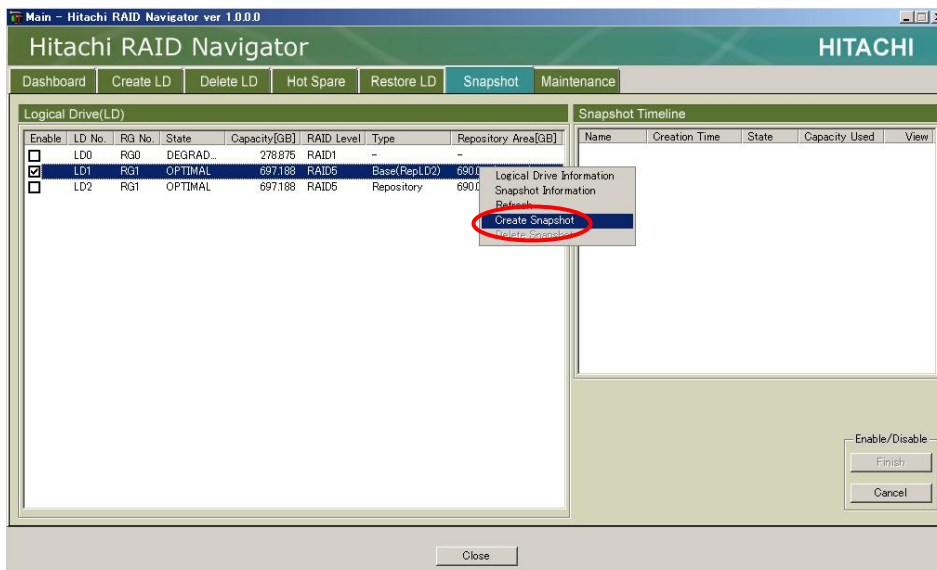 Main - Hitachi RAID Navigator ver 1.0.0.0
Hitachi RAID Navigator HITACHI
Dashboard Create LD Delete LD Hot Spare Restore LD Snapshot Maintenance
Logical Drive(LD)
Enable LD No. RG No. State Capacity[GB] RAID Level Type Repository Area[GB]
LD0 RG0 DEGRAD... 278.875 RAID1 - -
LD1 RG1 OPTIMAL 697.188 RAID5 Base(RepLD2)
LD2 RG1 OPTIMAL 697.188 RAID5 Repository
Logical Drive Information
Snapshot Information
Refresh
Create Snapshot
Delete Snapshot
Snapshot Timeline
Name Creation Time State Capacity Used View
Enable/Disable
Finish
Cancel
Close